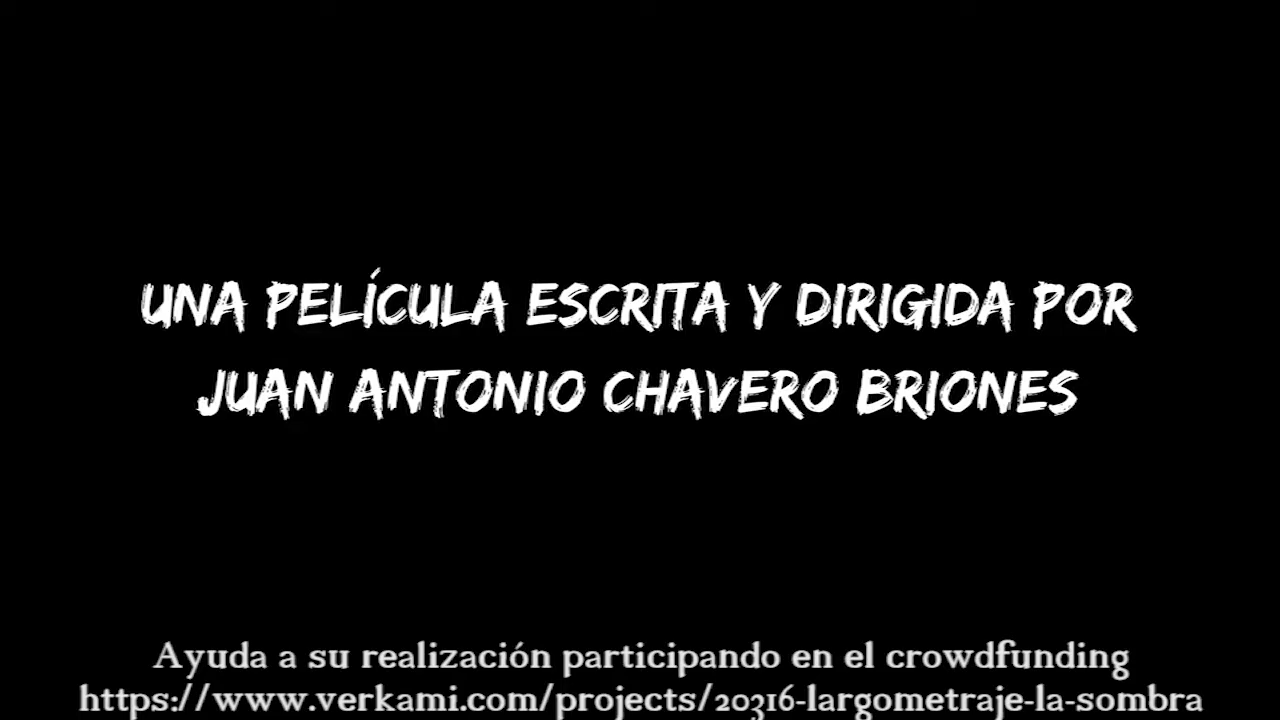 UNA PELÍCULA ESCRITA Y DIRIGIDA POR
JUAN ANTONIO CHAVERO BRIONES
Ayuda a su realización participando en el crowdfunding
https://www.verkami.com/projects/20316-largometraje-la-sombra